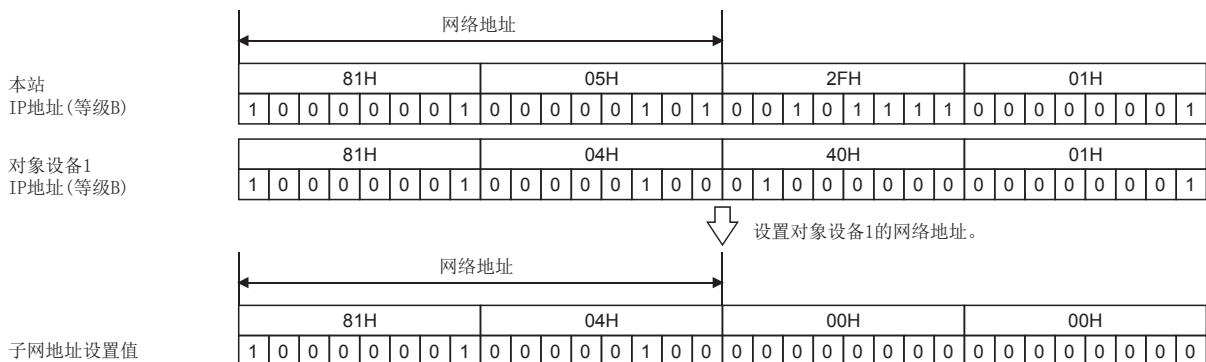 网络地址
81H 05H 2FH 01H
本站
IP地址(等级B) 1 0 0 0 0 0 0 1 0 0 0 0 0 1 0 1 0 0 1 0 1 1 1 1 0 0 0 0 0 0 0 1
81H 04H 40H 01H
对象设备1
IP地址(等级B) 1 0 0 0 0 0 0 1 0 0 0 0 0 1 0 0 0 1 0 0 0 0 0 0 0 0 0 0 0 0 0 1
设置对象设备1的网络地址。
网络地址
81H 04H 00H 00H
子网地址设置值 1 0 0 0 0 0 0 1 0 0 0 0 0 1 0 0 0 0 0 0 0 0 0 0 0 0 0 0 0 0 0 0